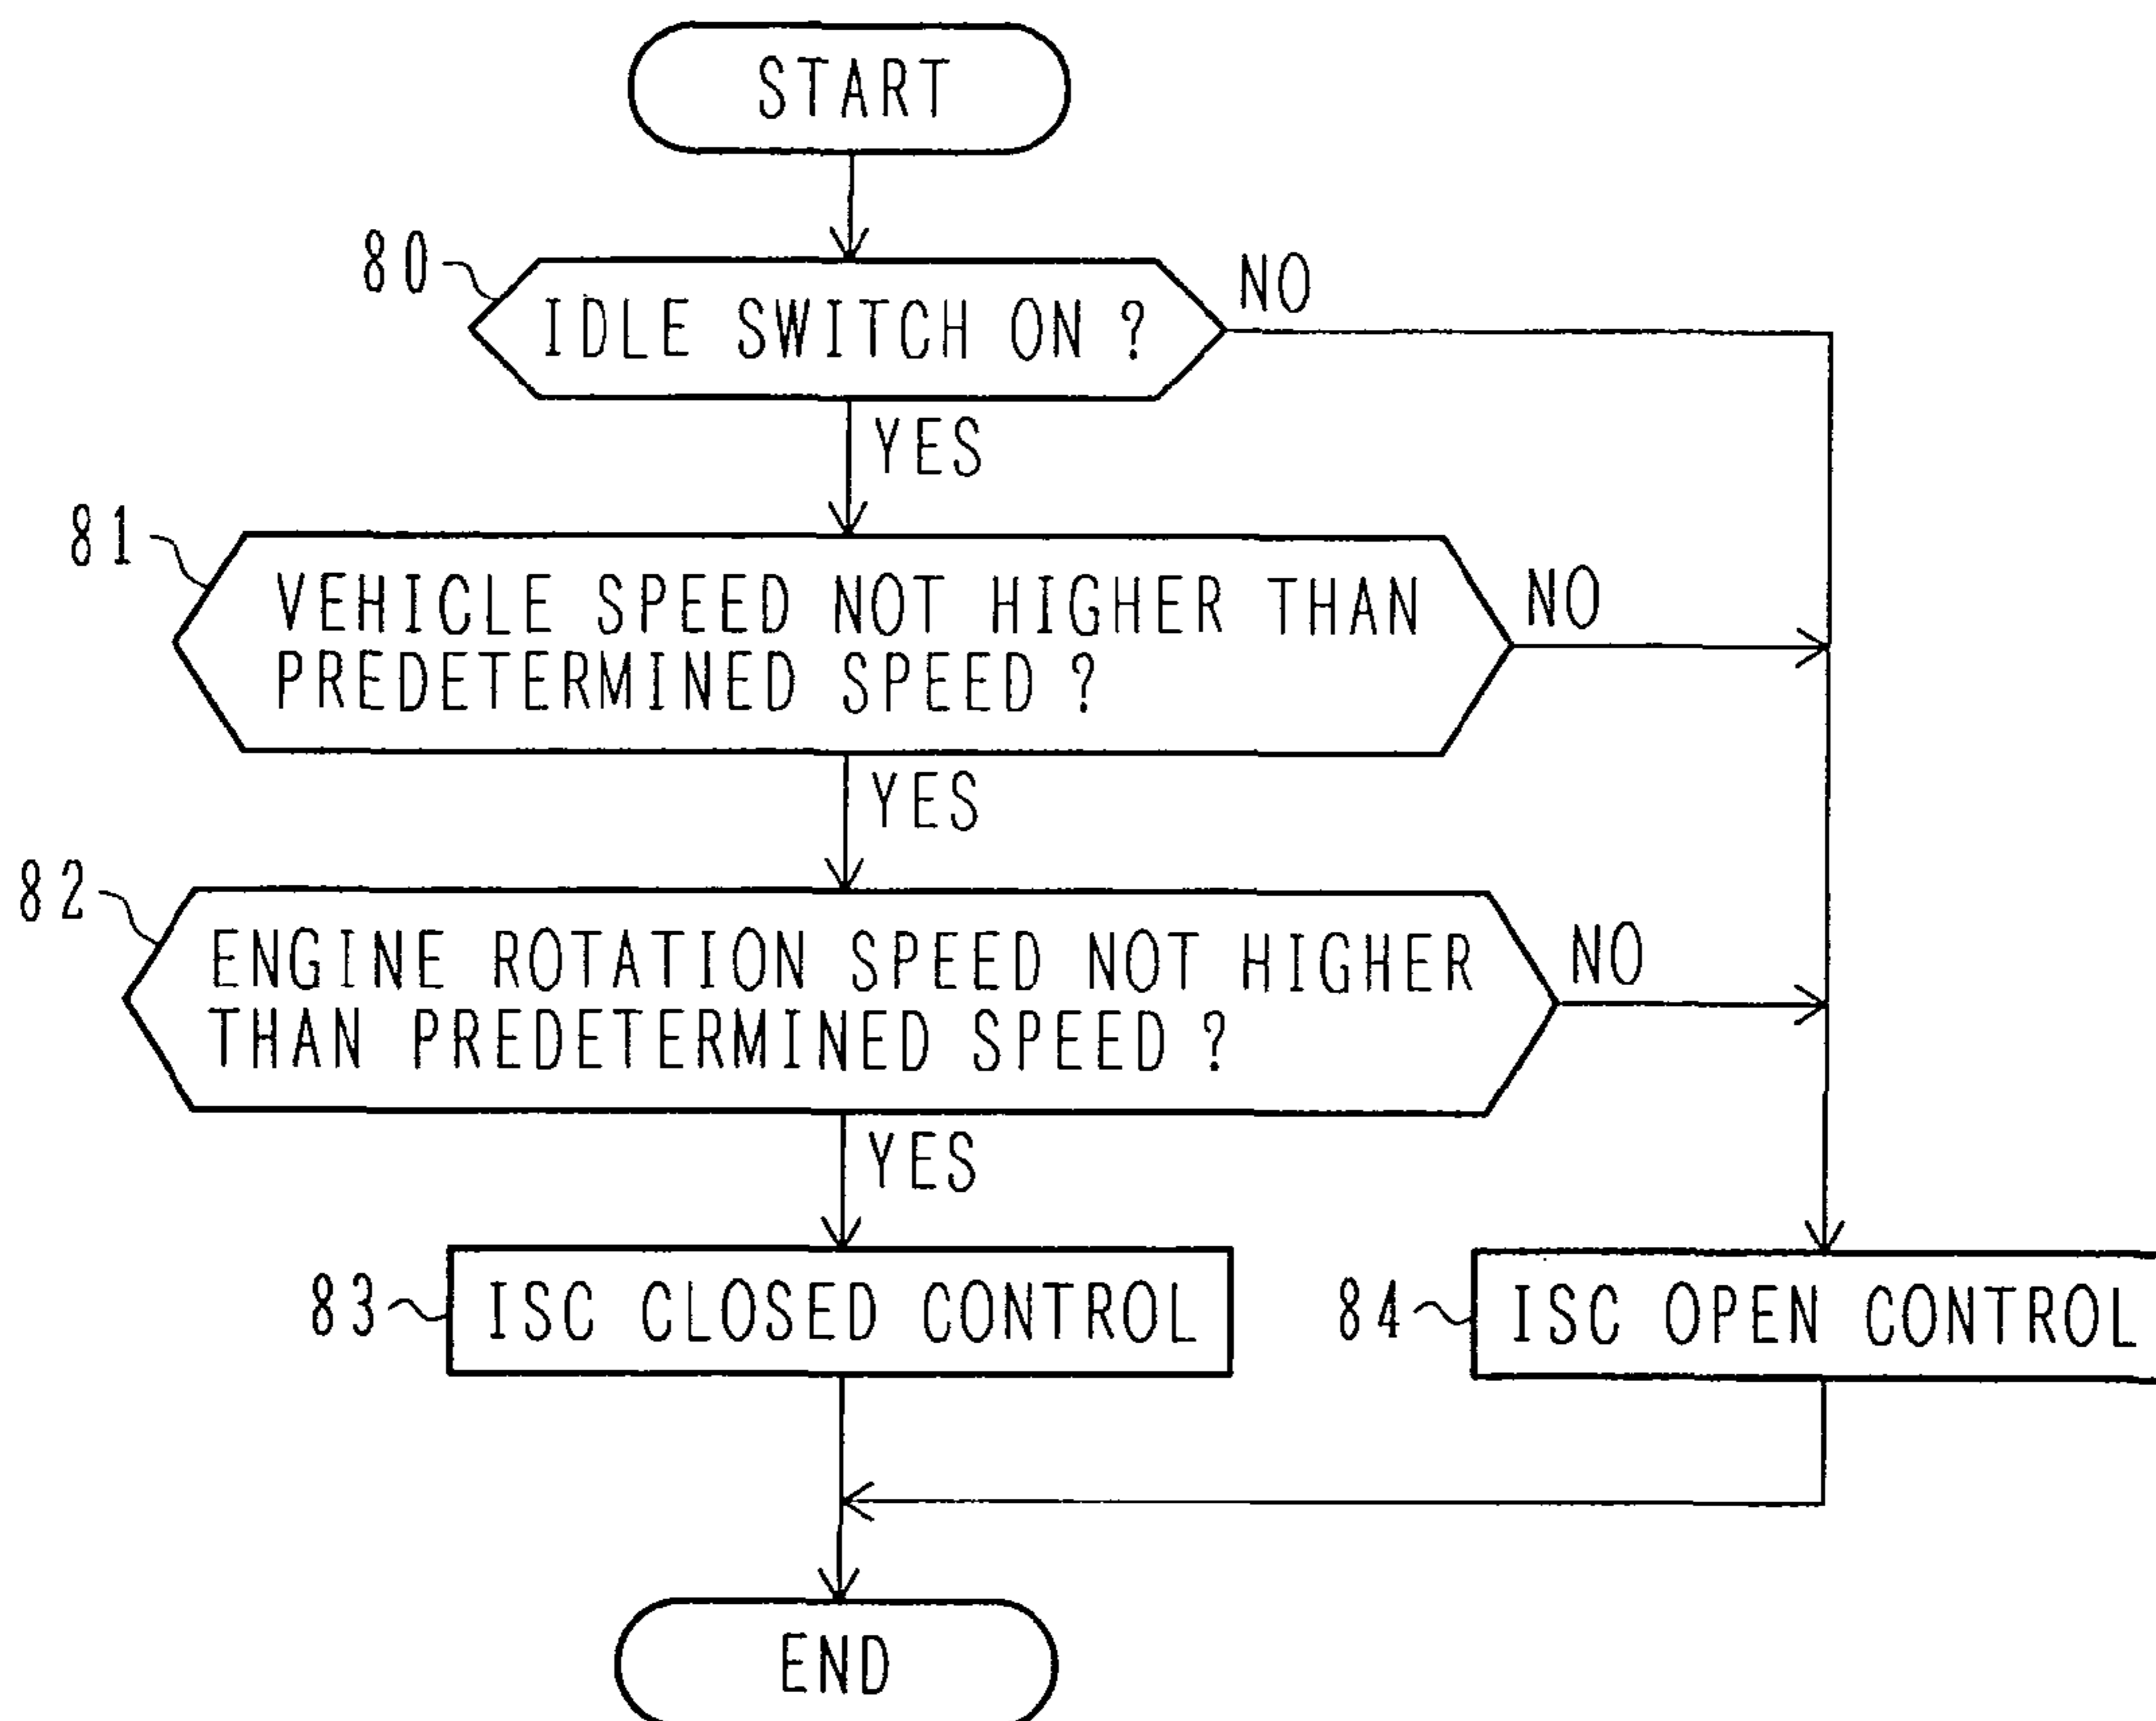 START
80
IDLE SWITCH ON ?
NO
YES
81
VEHICLE SPEED NOT HIGHER THAN
PREDETERMINED SPEED ?
NO
YES
82
ENGINE ROTATION SPEED NOT HIGHER
THAN PREDETERMINED SPEED ?
NO
YES
83
ISC CLOSED CONTROL
84
ISC OPEN CONTROL
END